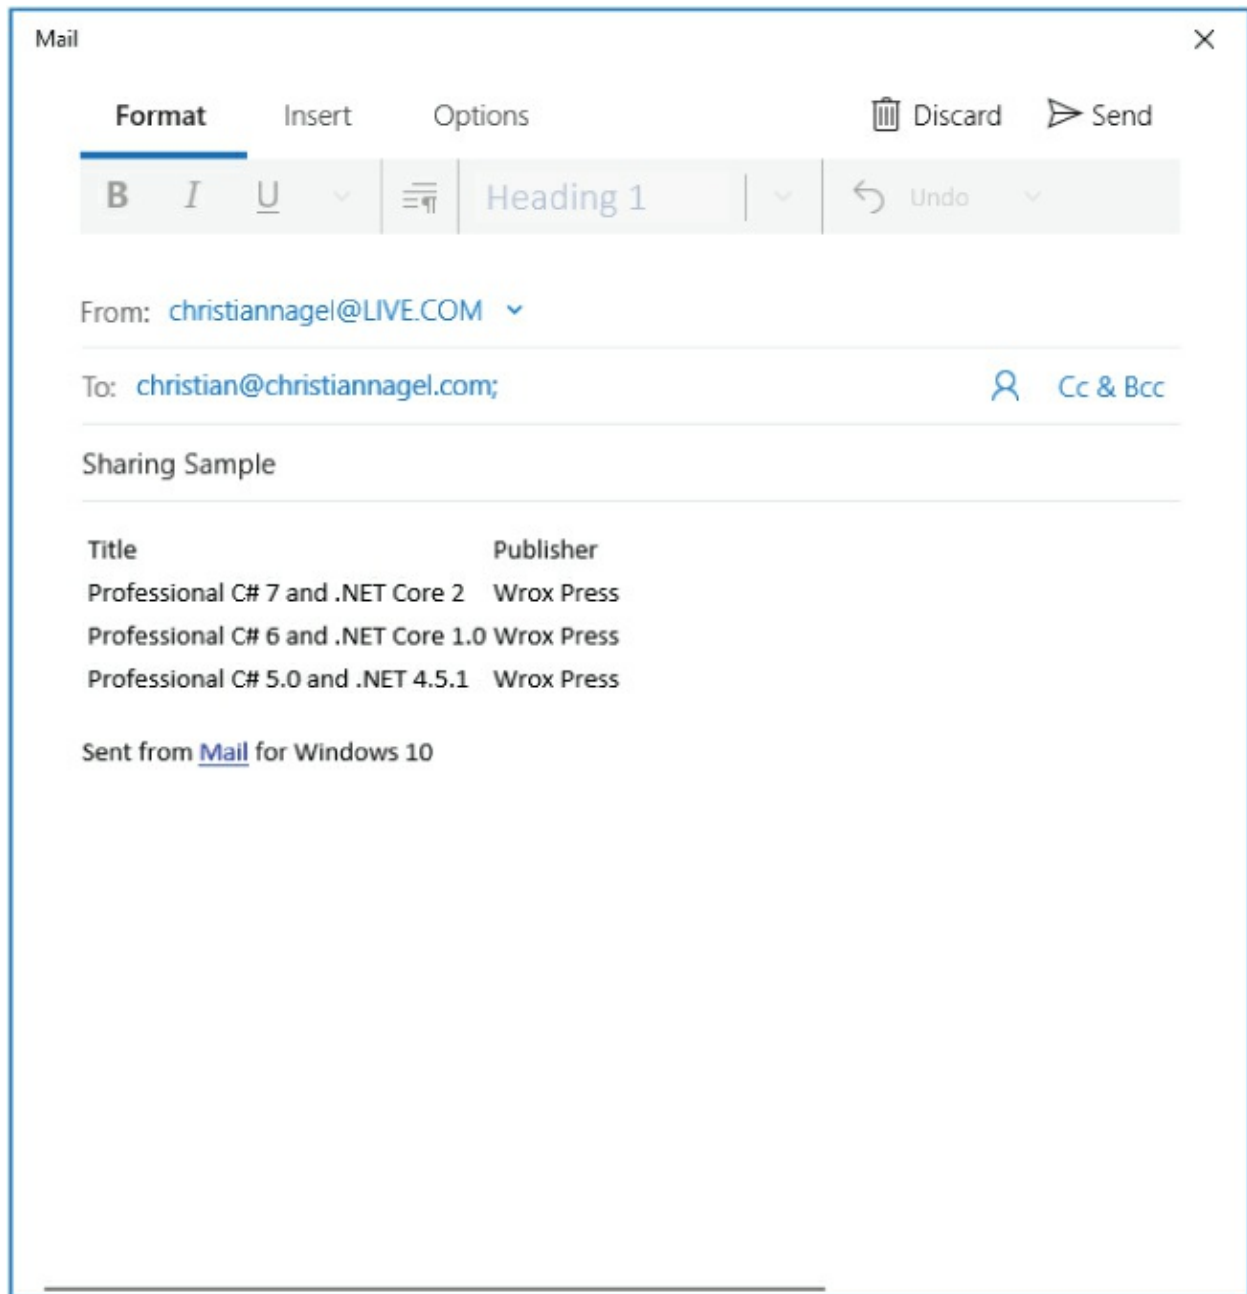 Mail
Format Insert Options Discard Send
B I U Heading 1 Undo
From: christiannagel@LIVE.COM
To: christian@christiannagel.com; Cc & Bcc
Sharing Sample
Title Publisher
Professional C# 7 and .NET Core 2 Wrox Press
Professional C# 6 and .NET Core 1.0 Wrox Press
Professional C# 5.0 and .NET 4.5.1 Wrox Press
Sent from Mail for Windows 10